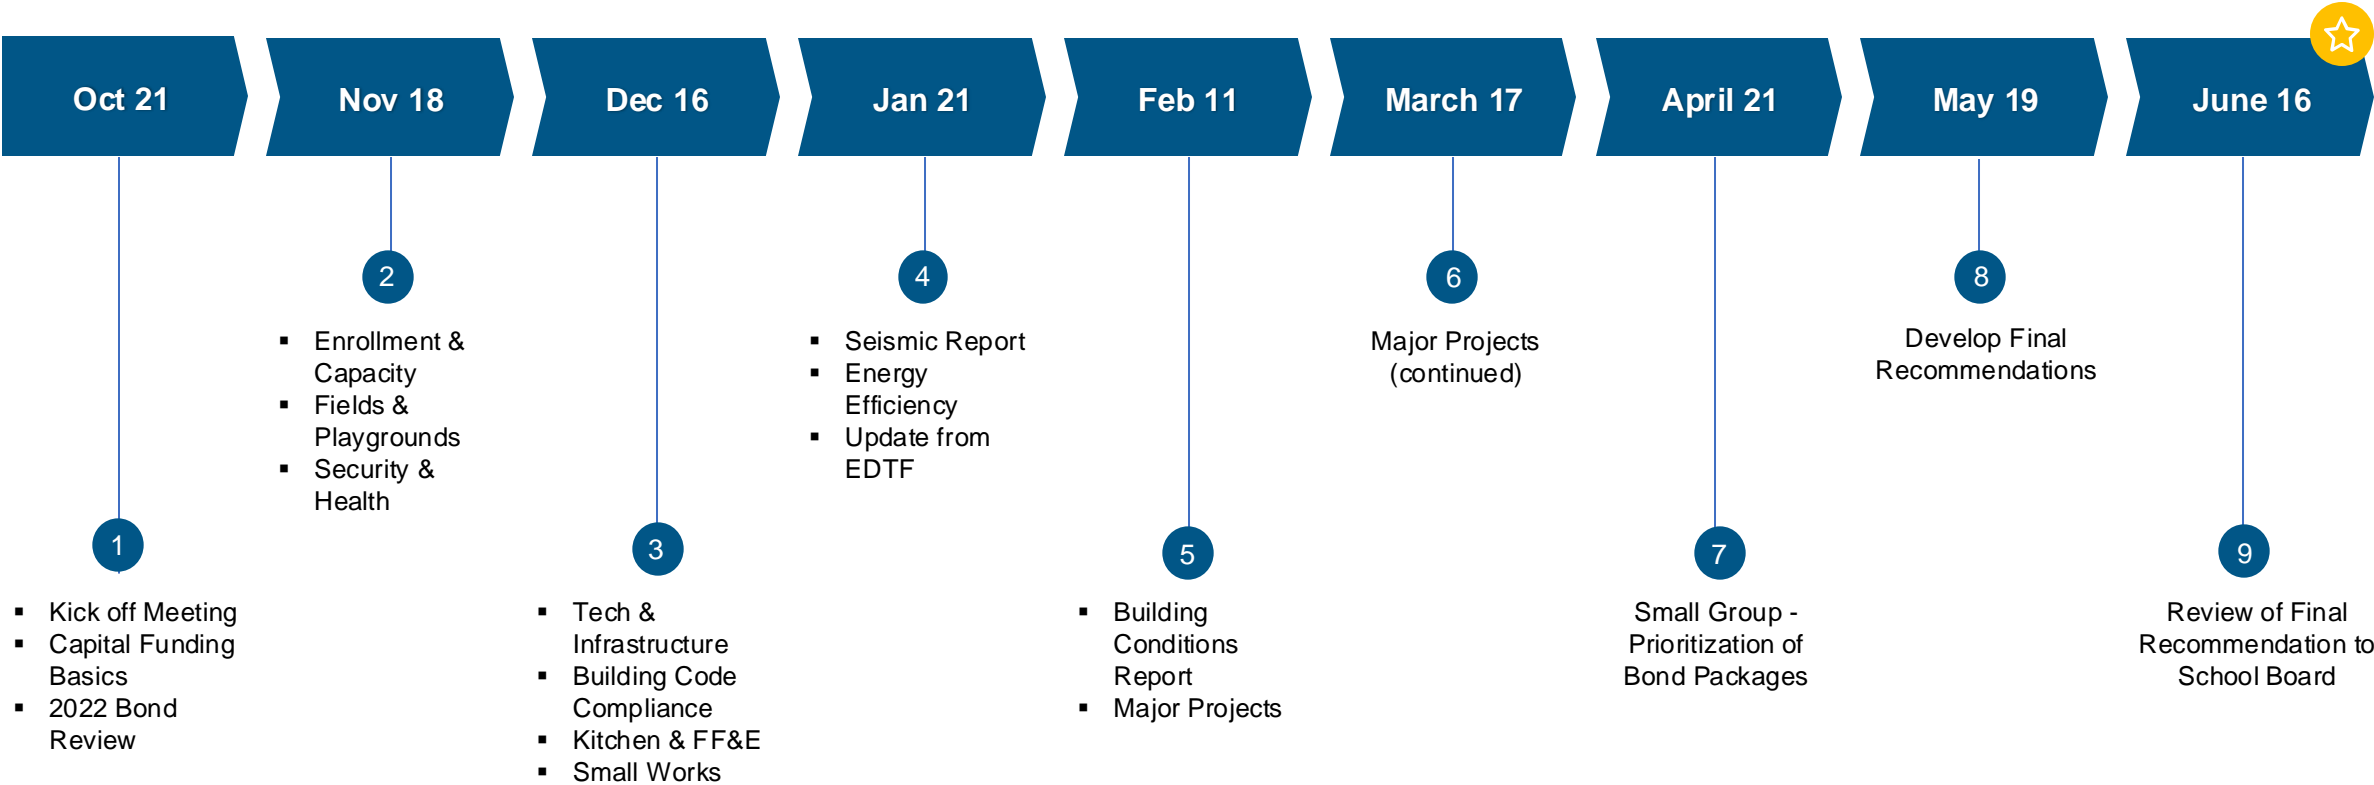 Oct 21
Nov 18
Dec 16
Jan 21
Feb 11
March 17
April 21
May 19
June 16
1
▪ Kick off Meeting
▪ Capital Funding
Basics
▪ 2022 Bond
Review
2
▪ Enrollment &
Capacity
▪ Fields &
Playgrounds
▪ Security &
Health
3
▪ Tech &
Infrastructure
▪ Building Code
Compliance
▪ Kitchen & FF&E
▪ Small Works
4
▪ Seismic Report
▪ Energy
Efficiency
▪ Update from
EDTF
5
▪ Building
Conditions
Report
▪ Major Projects
6
Major Projects
(continued)
7
Small Group -
Prioritization of
Bond Packages
8
Develop Final
Recommendations
9
Review of Final
Recommendation to
School Board